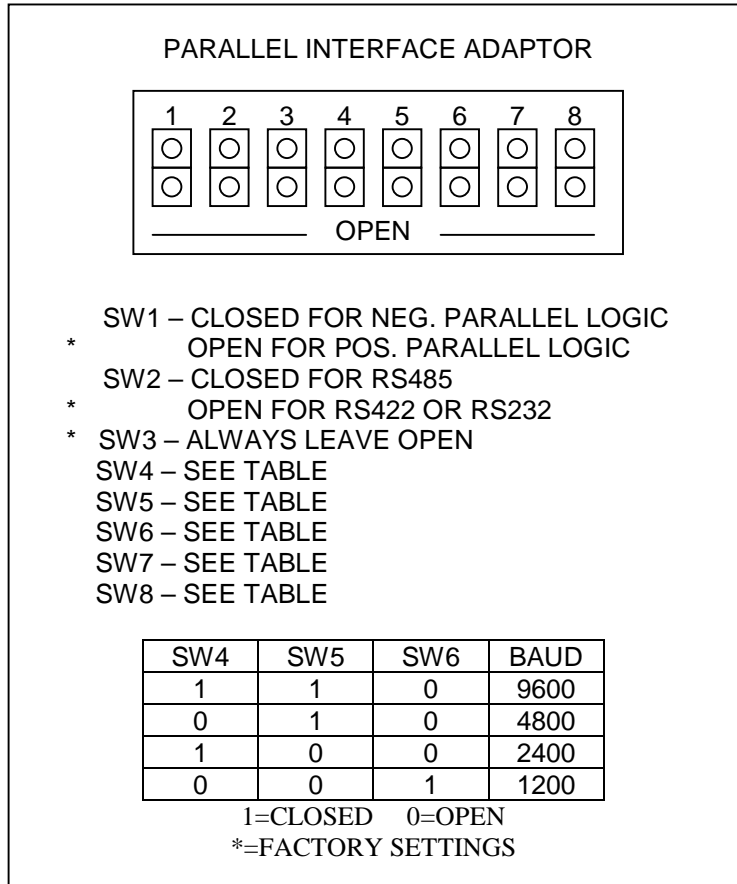 PARALLEL INTERFACE ADAPTOR
1 2 3 4 5 6 7 8
OPEN
SW1 – CLOSED FOR NEG. PARALLEL LOGIC
* OPEN FOR POS. PARALLEL LOGIC
SW2 – CLOSED FOR RS485
* OPEN FOR RS422 OR RS232
* SW3 – ALWAYS LEAVE OPEN
SW4 – SEE TABLE
SW5 – SEE TABLE
SW6 – SEE TABLE
SW7 – SEE TABLE
SW8 – SEE TABLE
SW4 SW5 SW6 BAUD
1 1 0 9600
0 1 0 4800
1 0 0 2400
0 0 1 1200
1=CLOSED 0=OPEN
*=FACTORY SETTINGS